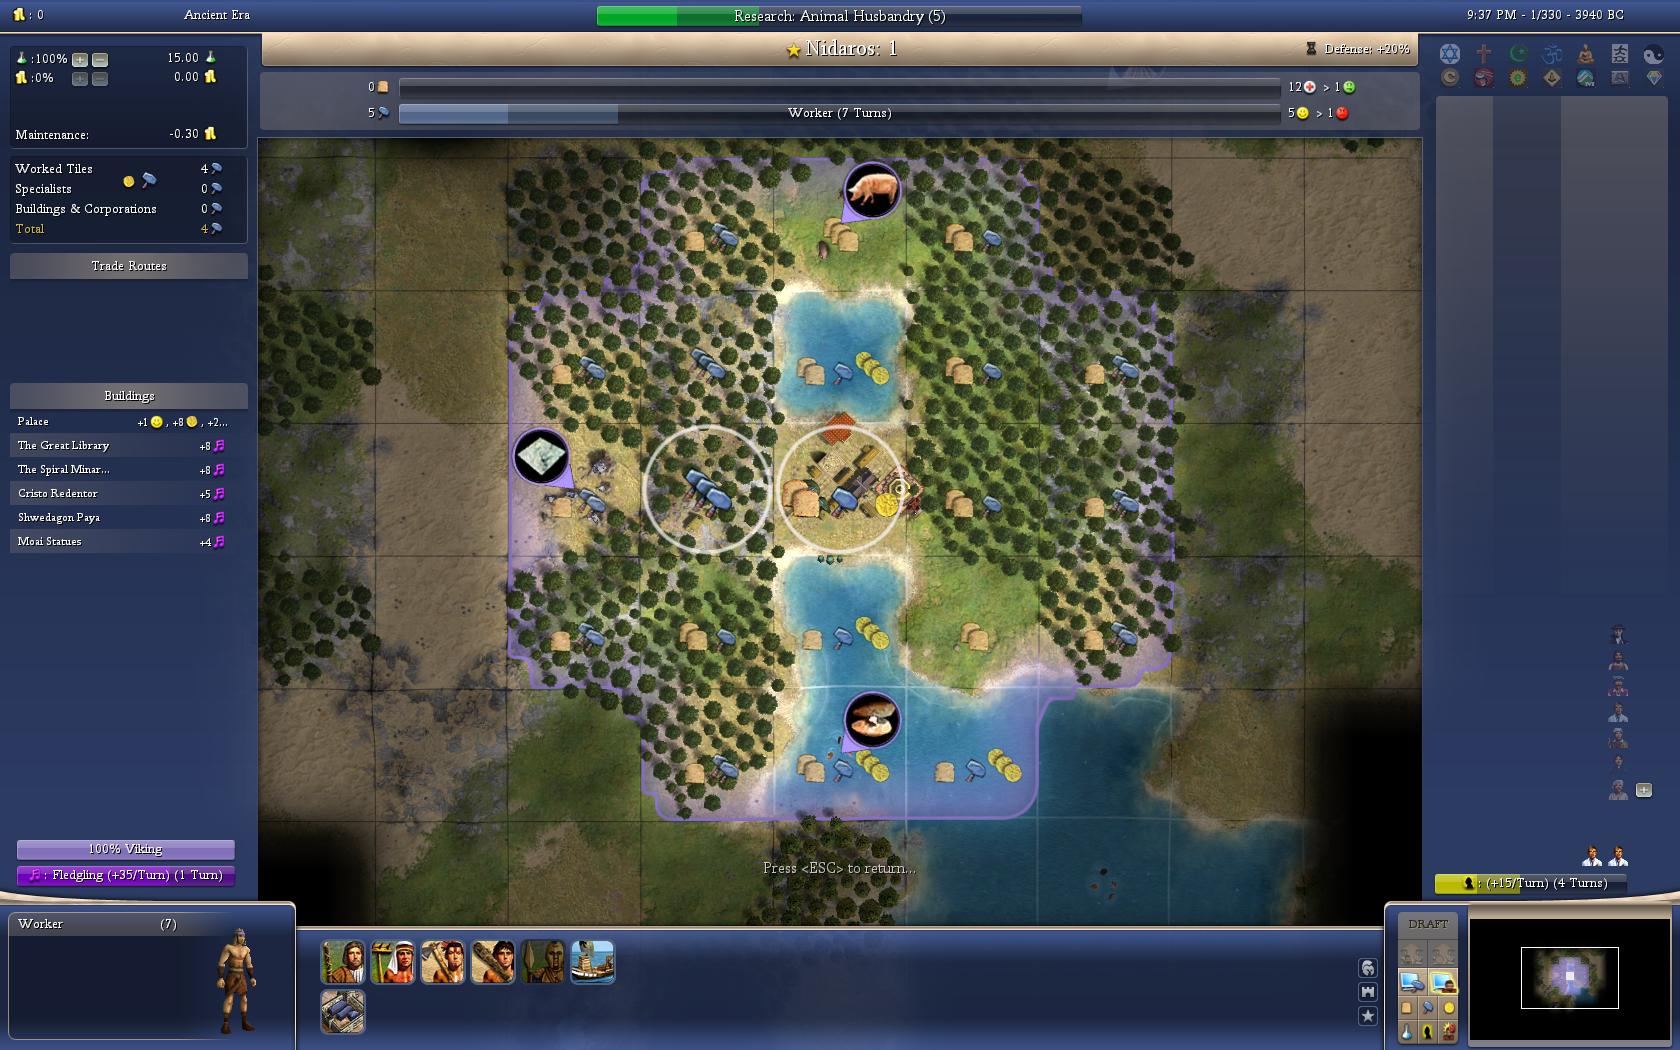 : 0
Ancient Era
Research: Animal Husbandry (5)
9:37 PM - 1/330 - 3940 BC
Nidaros: 1
Defense: +20%
:100% + - 15.00
:0% + - 0.00
Maintenance: -0.30
0
12 > 1
5
Worker (7 Turns)
5 > 1
Worked Tiles 4
Specialists 0
Buildings & Corporations 0
Total 4
Trade Routes
Buildings
Palace +1 , +8 , +2...
The Great Library +8
The Spiral Minar... +8
Cristo Redentor +5
Shwedagon Paya +8
Moai Statues +4
100% Viking
: Fledgling (+35/Turn) (1 Turn)
Press <ESC> to return...
: (+15/Turn) (4 Turns)
Worker (7)
DRAFT